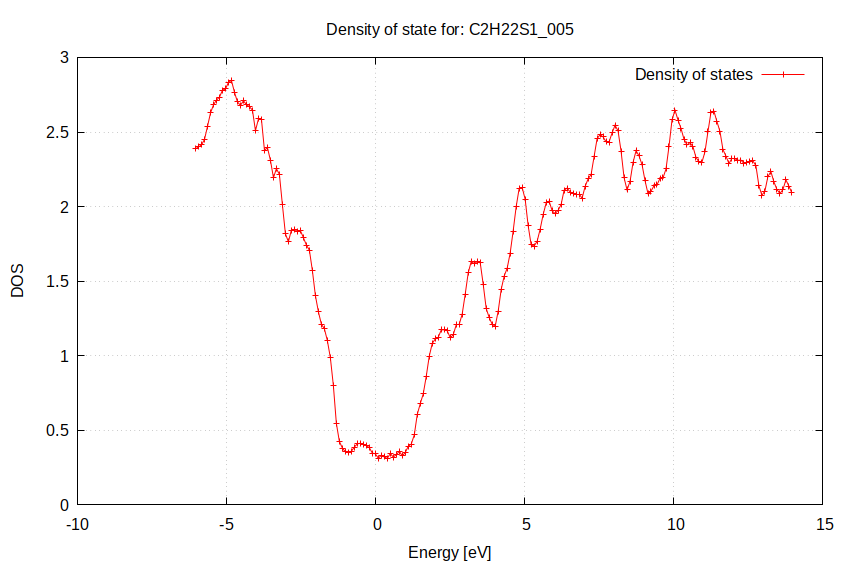 Density of state for: C2H22S1_005
Density of states
3
2.5
2
1.5
1
0.5
0
DOS
-10 -5 0 5 10 15
Energy [eV]